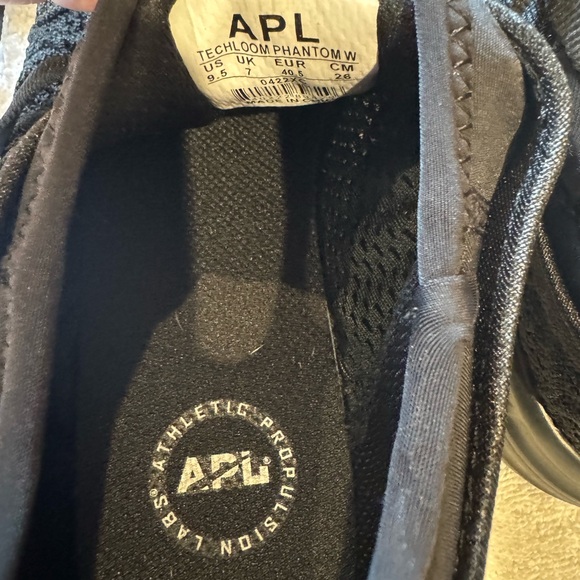 APL
TECHLOOM PHANTOM W
US UK EUR CM
9.5 7 40.5 26
ATHLETIC PROPULSION LABS®
APL